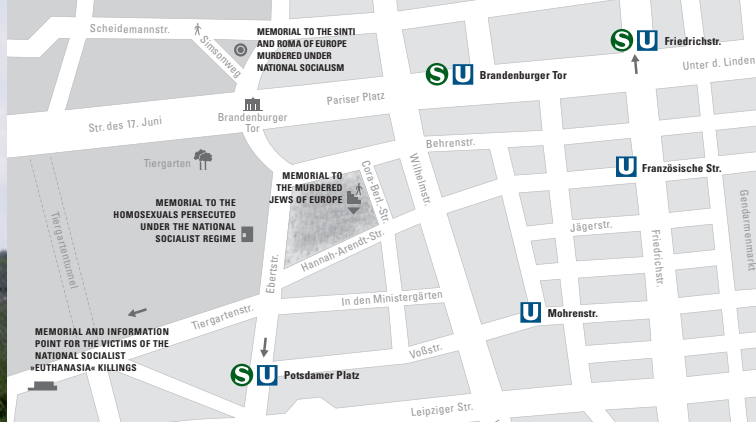 Scheidemannstr.
Simsonweg
MEMORIAL TO THE SINTI
AND ROMA OF EUROPE
MURDERED UNDER
NATIONAL SOCIALISM
S U Friedrichstr.
Unter d. Linden
S U Brandenburger Tor
Pariser Platz
Brandenburger
Tor
Str. des 17. Juni
Behrenstr.
Tiergarten
Wilhelmstr.
Cora-Berl.-Str.
U Französische Str.
MEMORIAL TO
THE MURDERED
JEWS OF EUROPE
MEMORIAL TO THE
HOMOSEXUALS PERSECUTED
UNDER THE NATIONAL
SOCIALIST REGIME
Tiergartentunnel
Ebertstr.
Hannah-Arendt-Str.
Jägerstr.
Friedrichstr.
Gendarmenmarkt
In den Ministergärten
Tiergartenstr.
U Mohrenstr.
MEMORIAL AND INFORMATION
POINT FOR THE VICTIMS OF THE
NATIONAL SOCIALIST
»EUTHANASIA« KILLINGS
Voßstr.
S U Potsdamer Platz
Leipziger Str.